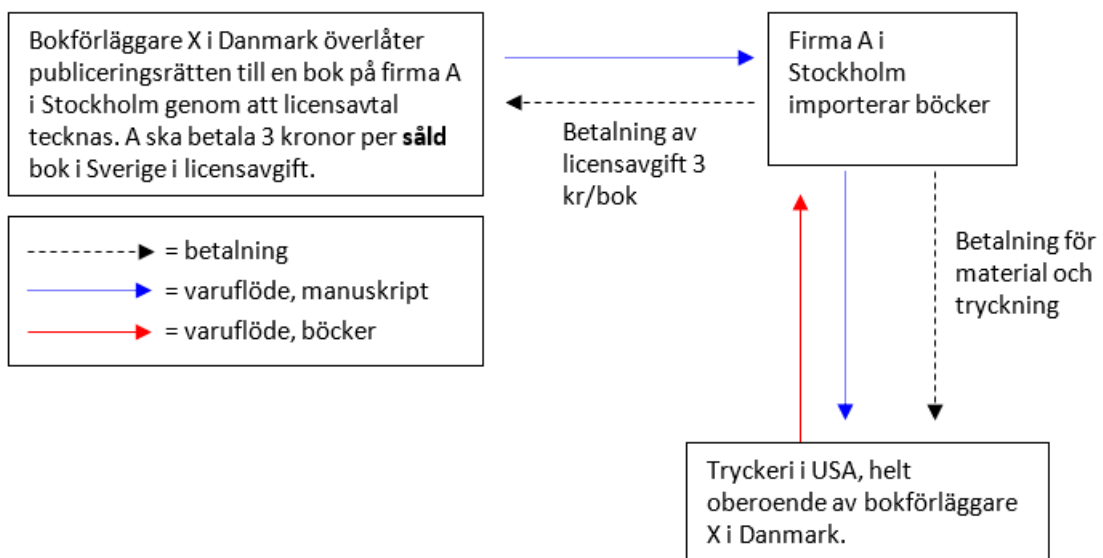 Bokförläggare X i Danmark överlåter
publiceringsrätten till en bok på firma A
i Stockholm genom att licensavtal
tecknas. A ska betala 3 kronor per såld
bok i Sverige i licensavgift.
Firma A i
Stockholm
importerar böcker
Betalning av
licensavgift 3
kr/bok
= betalning
= varuflöde, manuskript
= varuflöde, böcker
Betalning för
material och
tryckning
Tryckeri i USA, helt
oberoende av bokförläggare
X i Danmark.